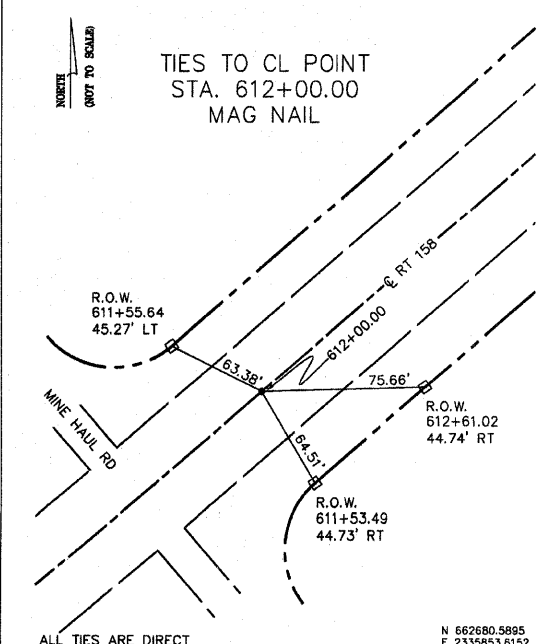 NORTH
(NOT TO SCALE)
TIES TO CL POINT
STA. 612+00.00
MAG NAIL
℄ RT 158
R.O.W.
611+55.64
45.27' LT
63.38'
612+00.00
75.66'
R.O.W.
612+61.02
44.74' RT
MINE HAUL RD
64.51'
R.O.W.
611+53.49
44.73' RT
ALL TIES ARE DIRECT
N 662680.5895
E 2335853.6152